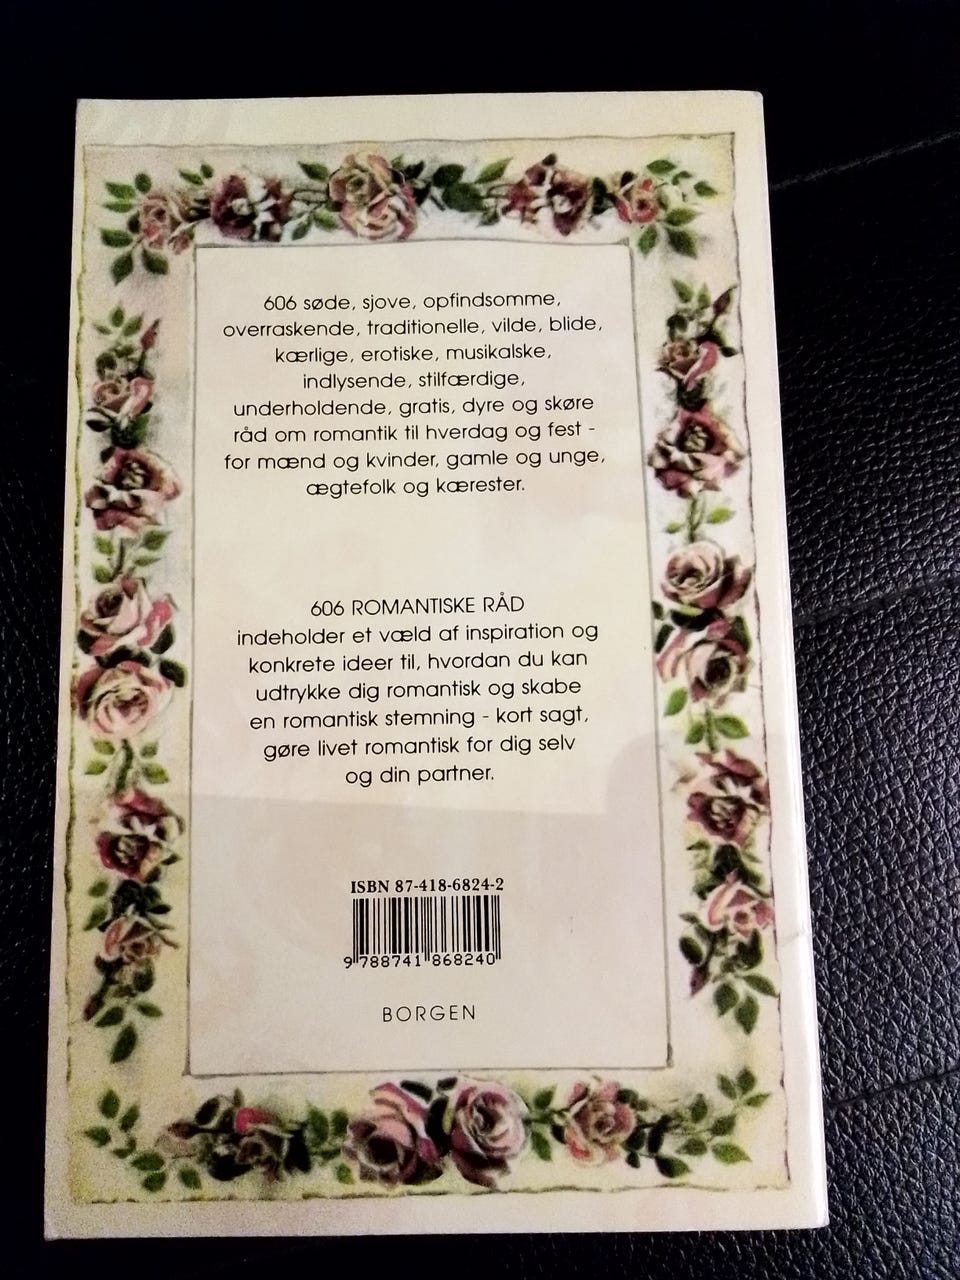 606 søde, sjove, opfindsomme,
overraskende, traditionelle, vilde, blide,
kærlige, erotiske, musikalske,
indlysende, stilfærdige,
underholdende, gratis, dyre og skøre
råd om romantik til hverdag og fest -
for mænd og kvinder, gamle og unge,
ægtefolk og kærester.
606 ROMANTISKE RÅD
indeholder et væld af inspiration og
konkrete ideer til, hvordan du kan
udtrykke dig romantisk og skabe
en romantisk stemning - kort sagt,
gøre livet romantisk for dig selv
og din partner.
ISBN 87-418-6824-2
9 788741 868240
BORGEN